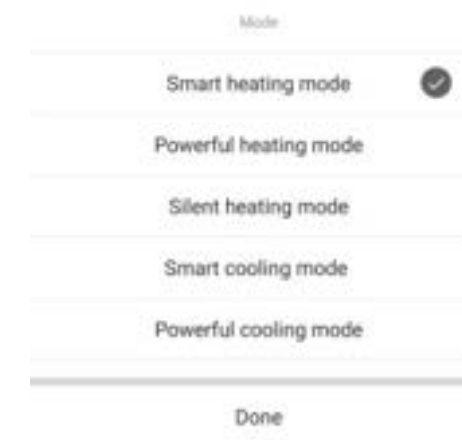 Mode
Smart heating mode
Powerful heating mode
Silent heating mode
Smart cooling mode
Powerful cooling mode
Done